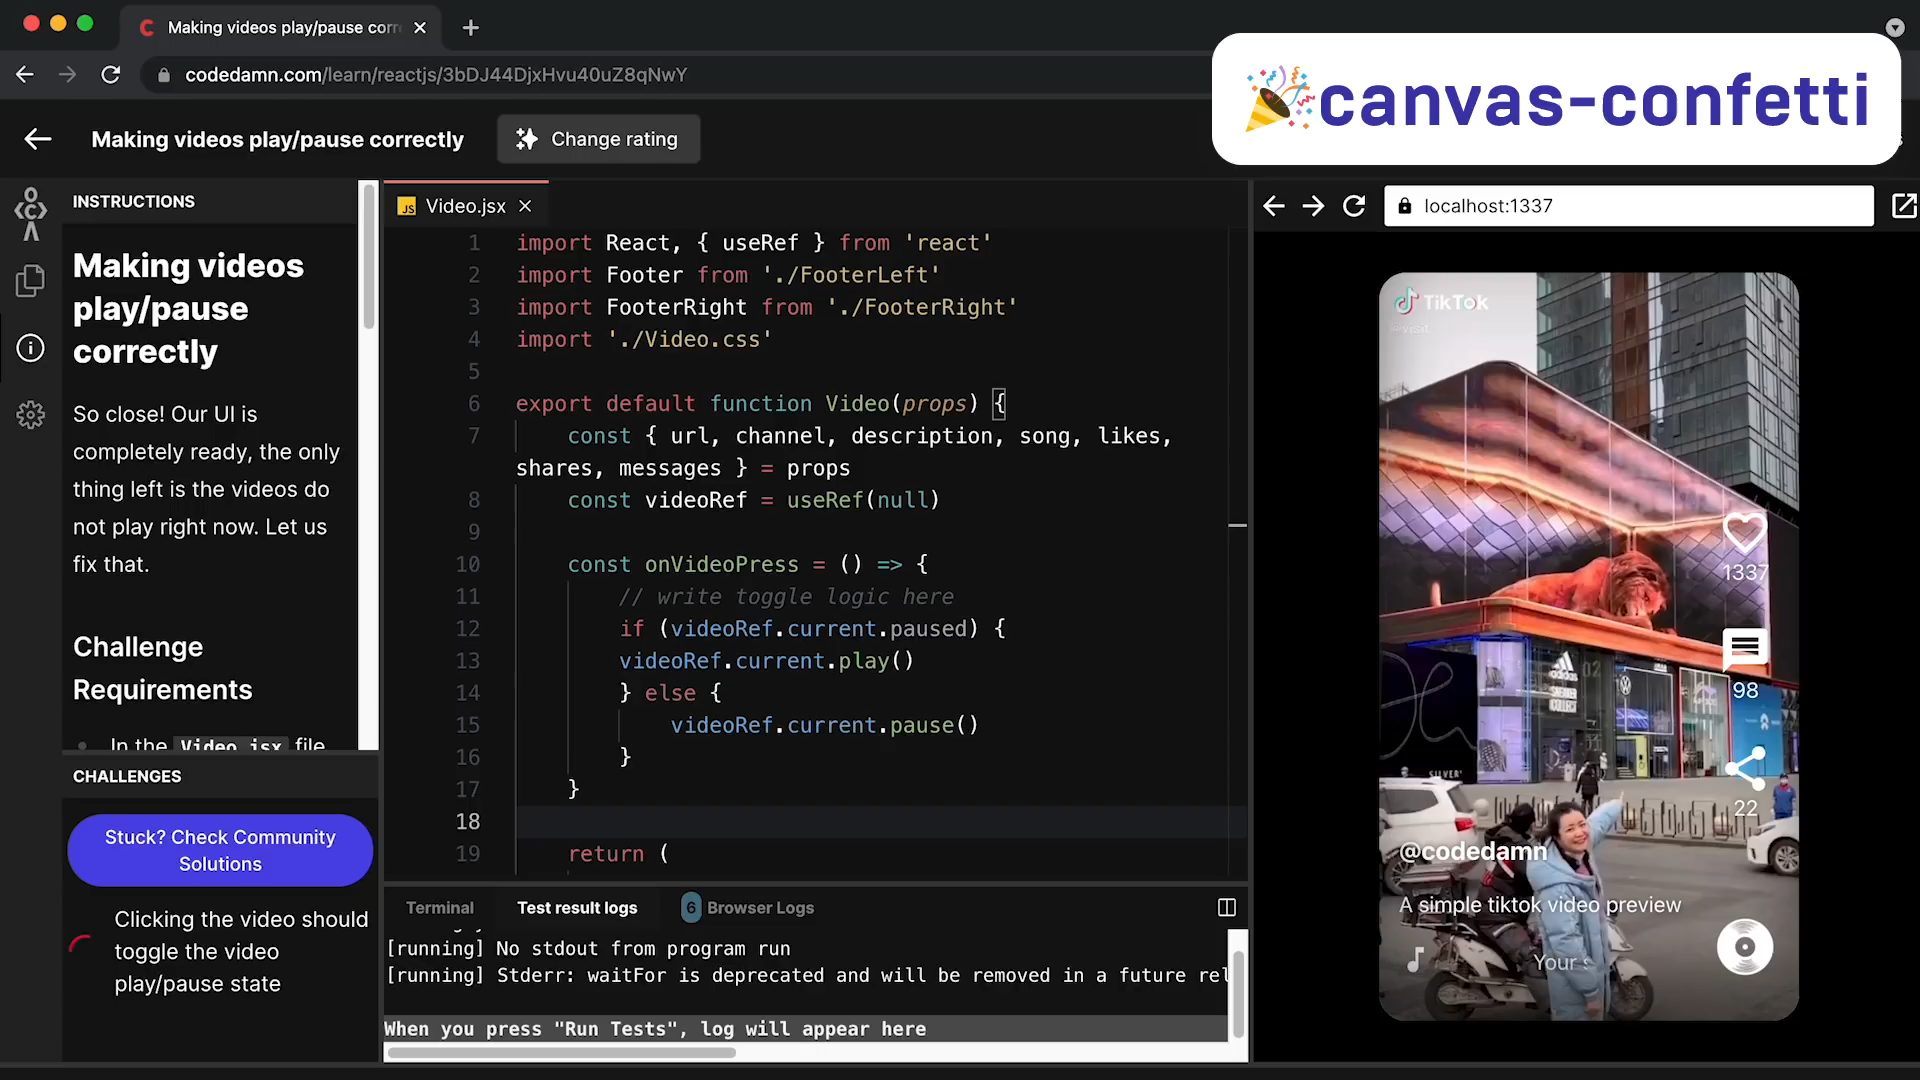 Making videos play/pause corr
codedamn.com/learn/reactjs/3bDJ44DjxHvu40uZ8qNwY
canvas-confetti
Making videos play/pause correctly
Change rating
INSTRUCTIONS
Making videos
play/pause
correctly
So close! Our UI is
completely ready, the only
thing left is the videos do
not play right now. Let us
fix that.
Challenge
Requirements
In the Video.jsx file
CHALLENGES
Stuck? Check Community
Solutions
Clicking the video should
toggle the video
play/pause state
JS Video.jsx
1 import React, { useRef } from 'react'
2 import Footer from './FooterLeft'
3 import FooterRight from './FooterRight'
4 import './Video.css'
5
6 export default function Video(props) {
7 const { url, channel, description, song, likes,
shares, messages } = props
8 const videoRef = useRef(null)
9
10 const onVideoPress = () => {
11 // write toggle logic here
12 if (videoRef.current.paused) {
13 videoRef.current.play()
14 } else {
15 videoRef.current.pause()
16 }
17 }
18
19 return (
Terminal
Test result logs
6 Browser Logs
[running] No stdout from program run
[running] Stderr: waitFor is deprecated and will be removed in a future rel
When you press "Run Tests", log will appear here
localhost:1337
TikTok
1337
adidas
98
22
@codedamn
A simple tiktok video preview
Your s